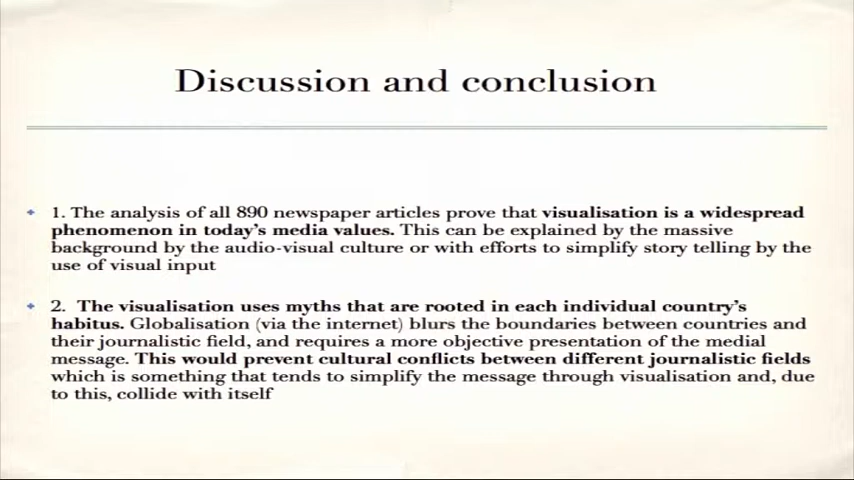 Discussion and conclusion
1. The analysis of all 890 newspaper articles prove that visualisation is a widespread
phenomenon in today's media values. This can be explained by the massive
background by the audio-visual culture or with efforts to simplify story telling by the
use of visual input
2. The visualisation uses myths that are rooted in each individual country's
habitus. Globalisation (via the internet) blurs the boundaries between countries and
their journalistic field, and requires a more objective presentation of the medial
message. This would prevent cultural conflicts between different journalistic fields
which is something that tends to simplify the message through visualisation and, due
to this, collide with itself